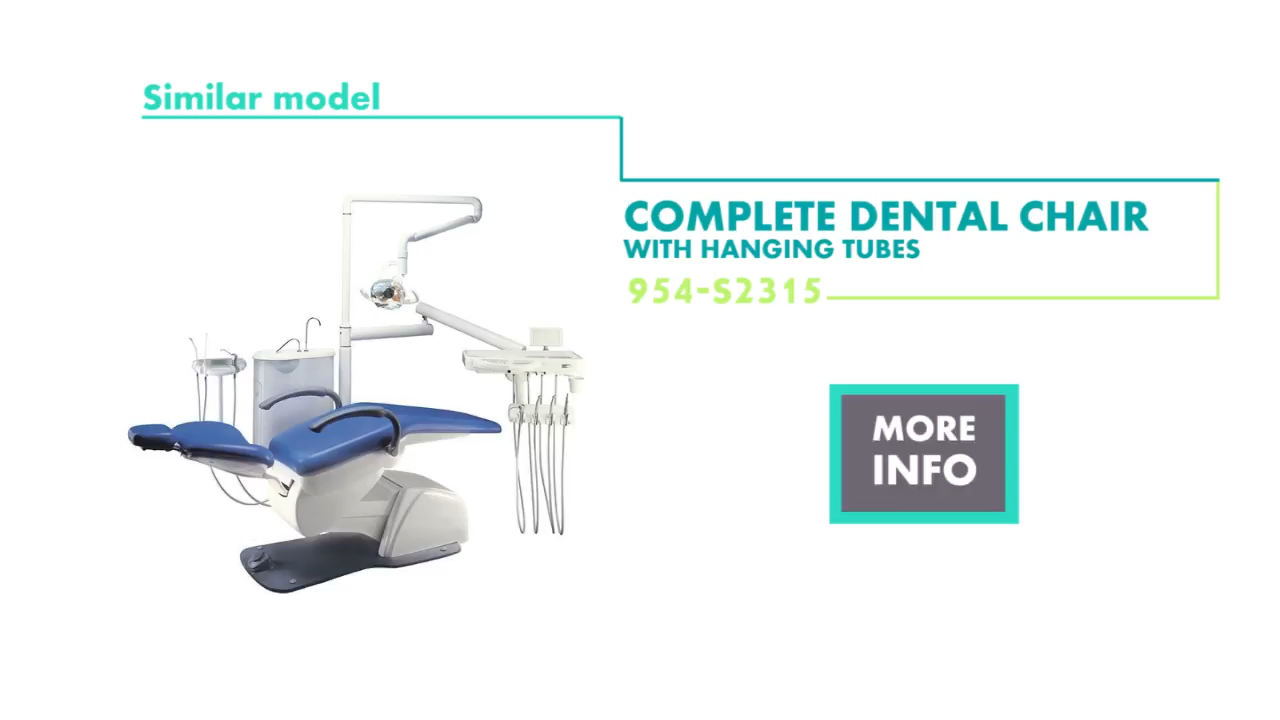 Similar model
COMPLETE DENTAL CHAIR
WITH HANGING TUBES
954-S2315
MORE
INFO